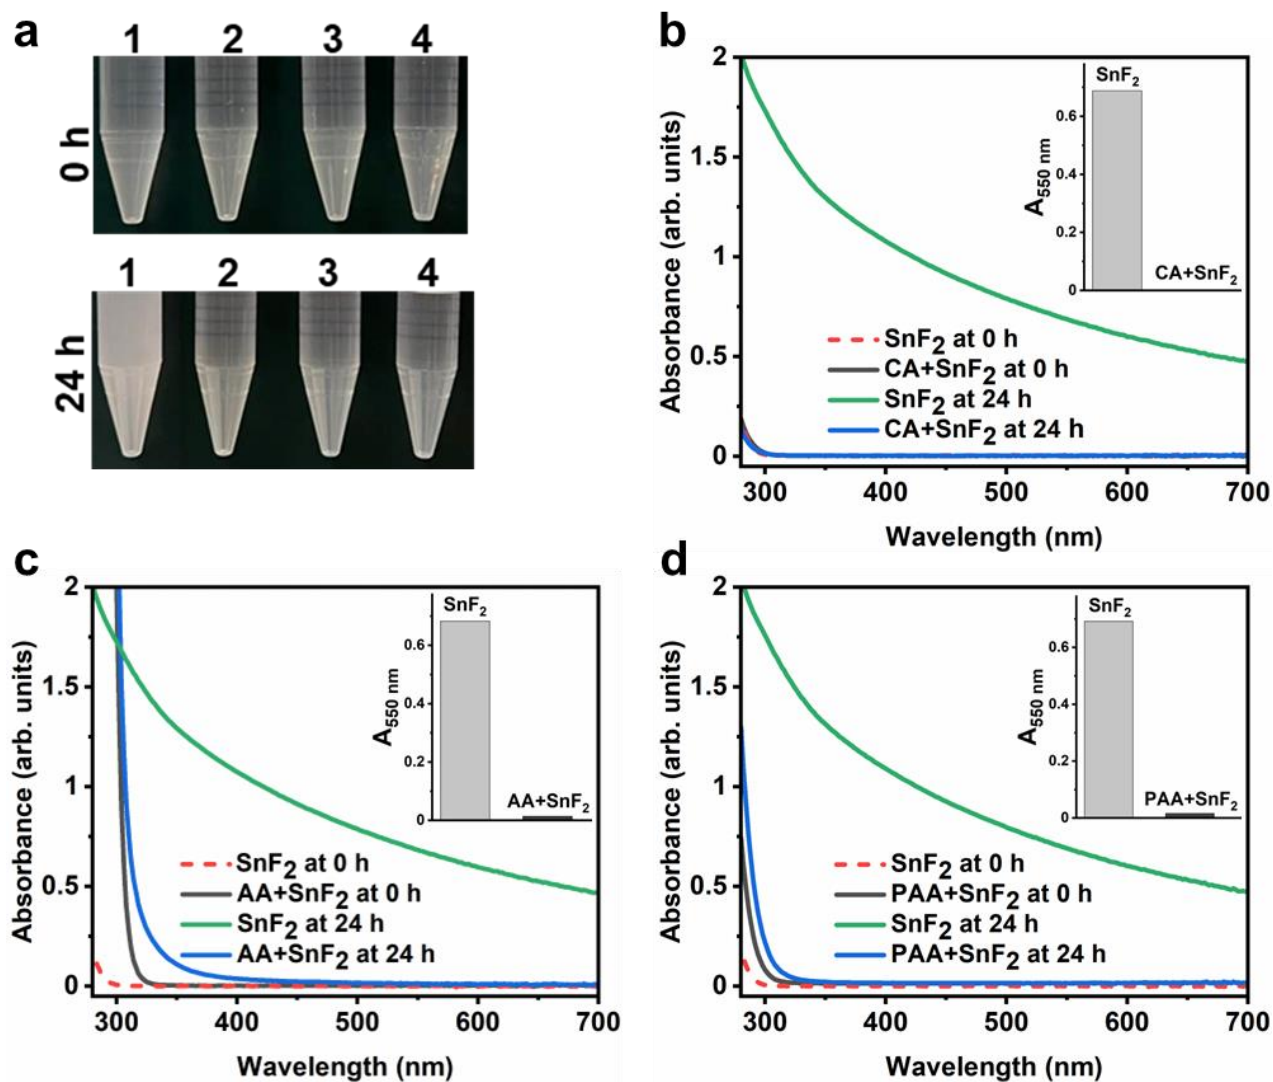 a
1 2 3 4
0 h
1 2 3 4
24 h
b
2
1.5
1
0.5
0
Absorbance (arb. units)
300 400 500 600 700
Wavelength (nm)
SnF2 at 0 h
CA+SnF2 at 0 h
SnF2 at 24 h
CA+SnF2 at 24 h
0.6
0.4
0.2
0
A550 nm
SnF2
CA+SnF2
c
2
1.5
1
0.5
0
Absorbance (arb. units)
300 400 500 600 700
Wavelength (nm)
SnF2 at 0 h
AA+SnF2 at 0 h
SnF2 at 24 h
AA+SnF2 at 24 h
0.6
0.4
0.2
0
A550 nm
SnF2
AA+SnF2
d
2
1.5
1
0.5
0
Absorbance (arb. units)
300 400 500 600 700
Wavelength (nm)
SnF2 at 0 h
PAA+SnF2 at 0 h
SnF2 at 24 h
PAA+SnF2 at 24 h
0.6
0.4
0.2
0
A550 nm
SnF2
PAA+SnF2